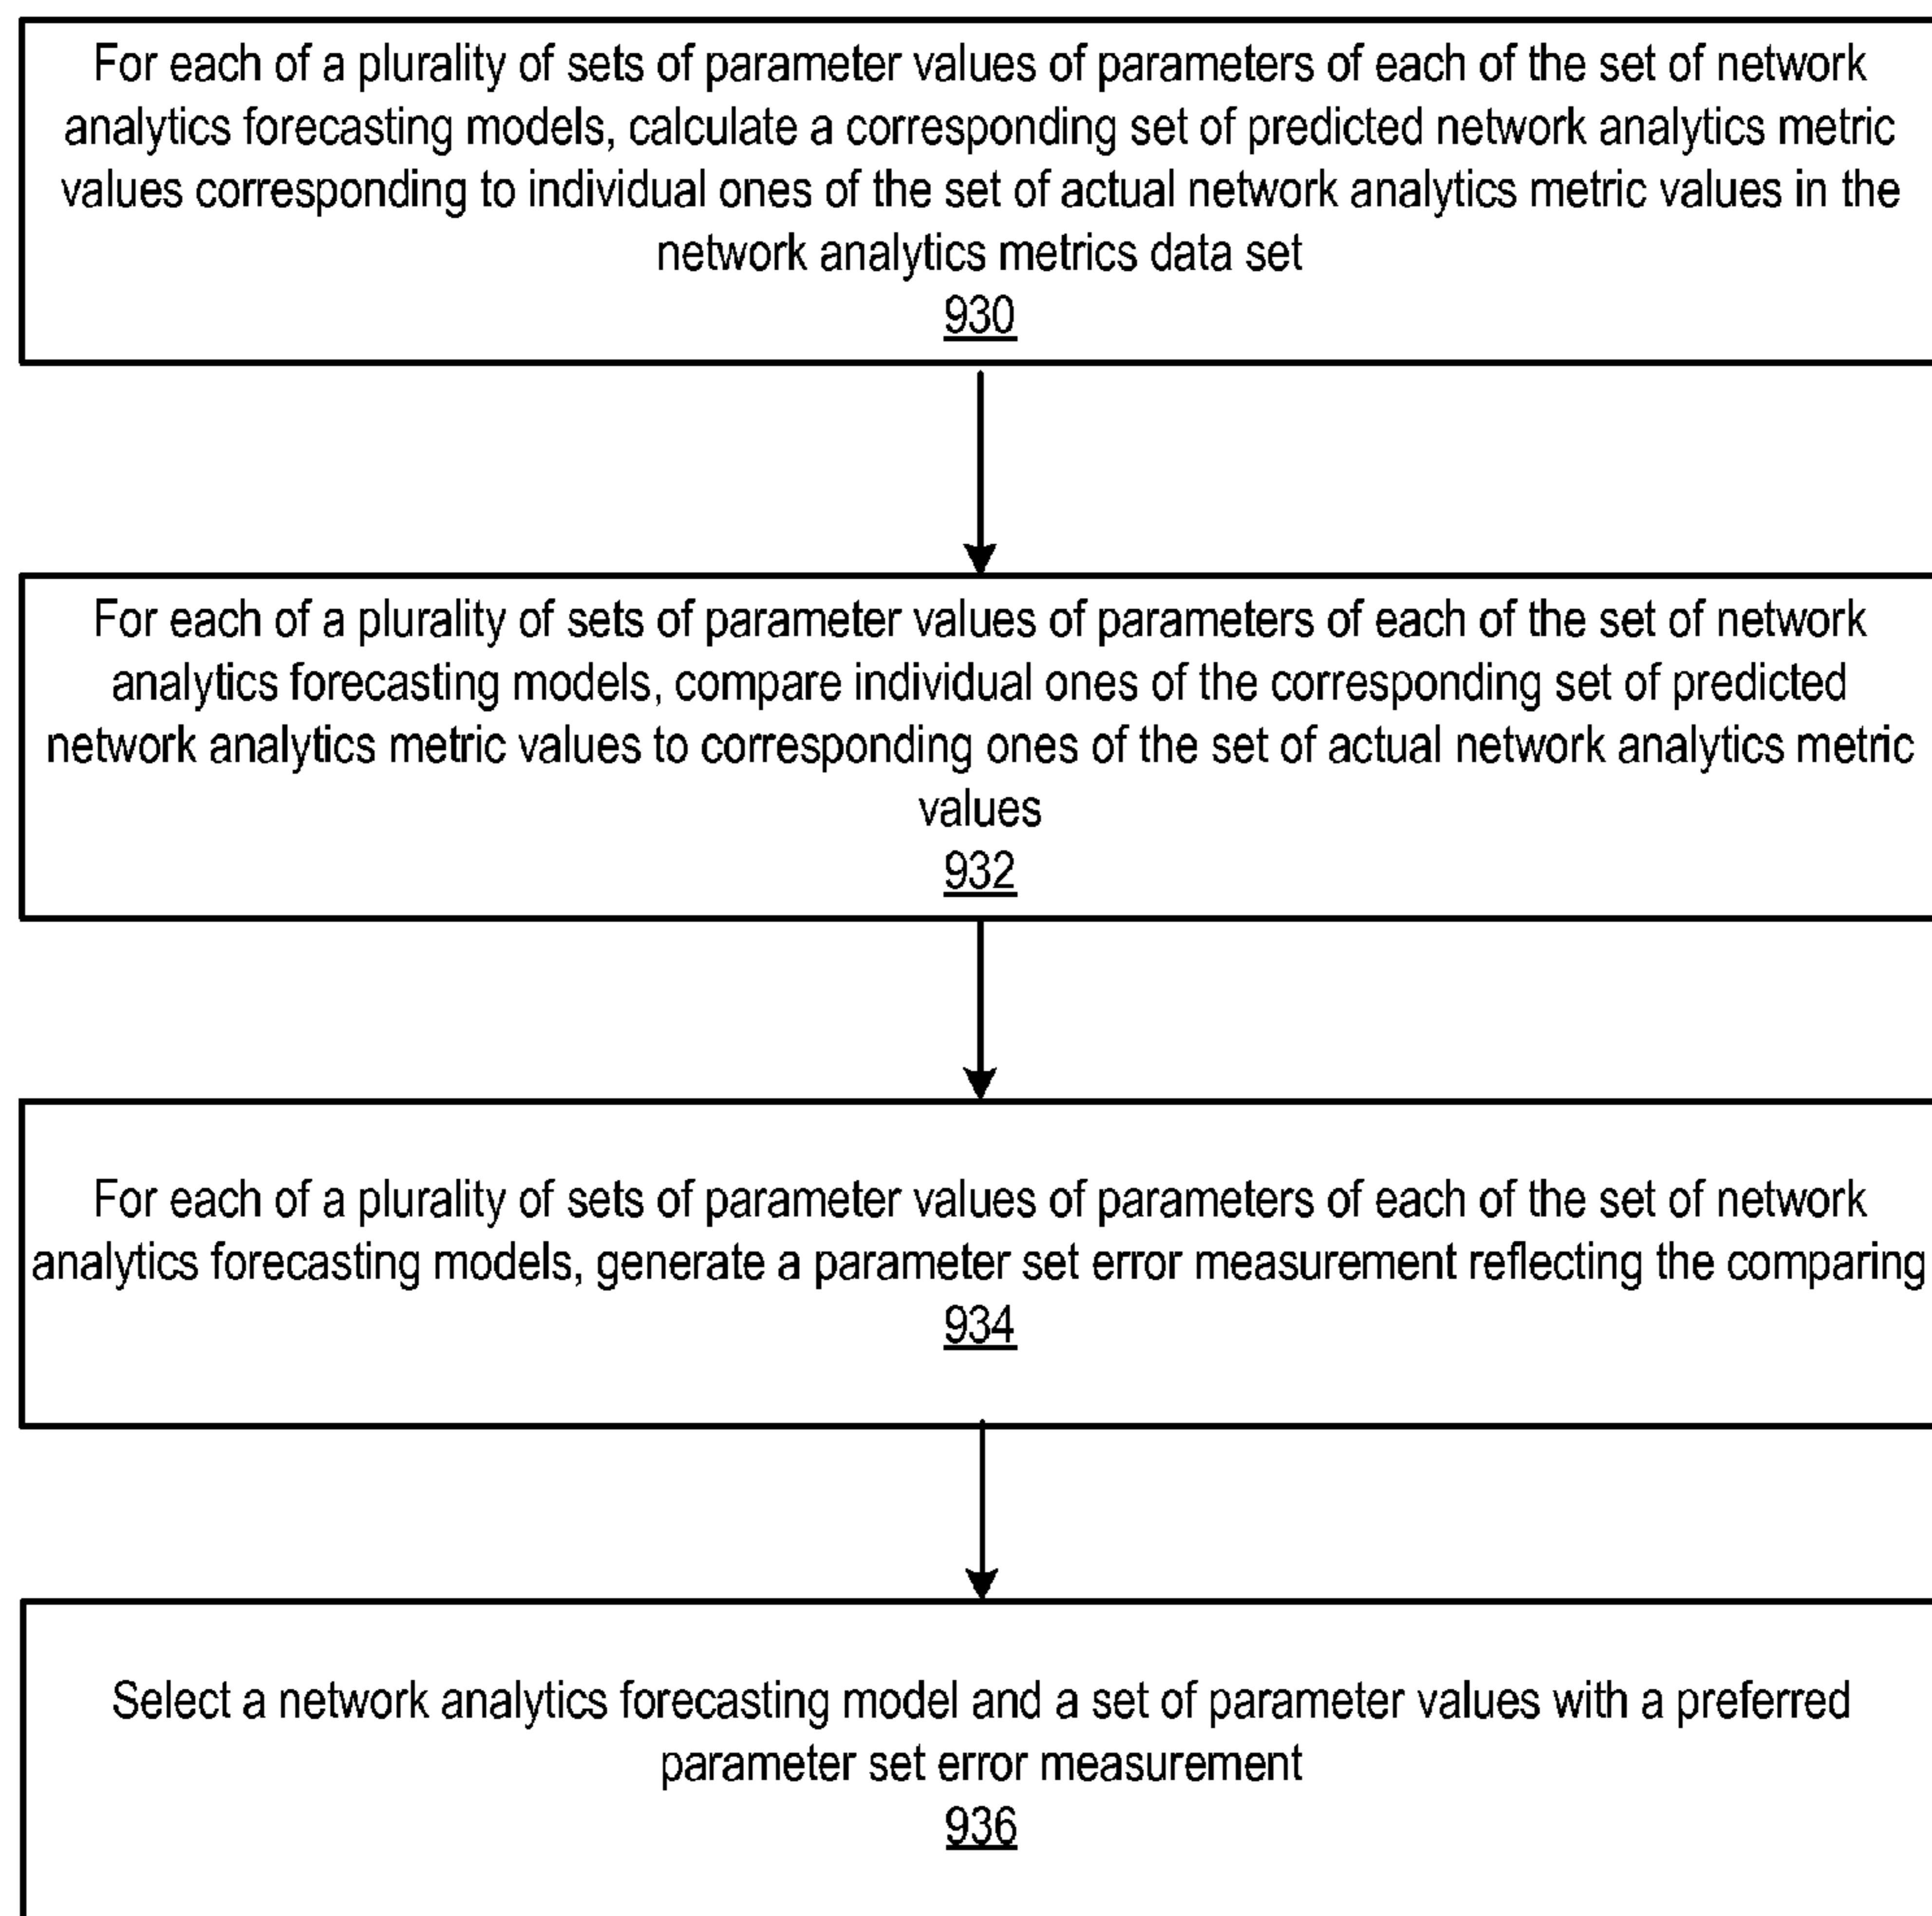 For each of a plurality of sets of parameter values of parameters of each of the set of network
analytics forecasting models, calculate a corresponding set of predicted network analytics metric
values corresponding to individual ones of the set of actual network analytics metric values in the
network analytics metrics data set
930
For each of a plurality of sets of parameter values of parameters of each of the set of network
analytics forecasting models, compare individual ones of the corresponding set of predicted
network analytics metric values to corresponding ones of the set of actual network analytics metric
values
932
For each of a plurality of sets of parameter values of parameters of each of the set of network
analytics forecasting models, generate a parameter set error measurement reflecting the comparing
934
Select a network analytics forecasting model and a set of parameter values with a preferred
parameter set error measurement
936